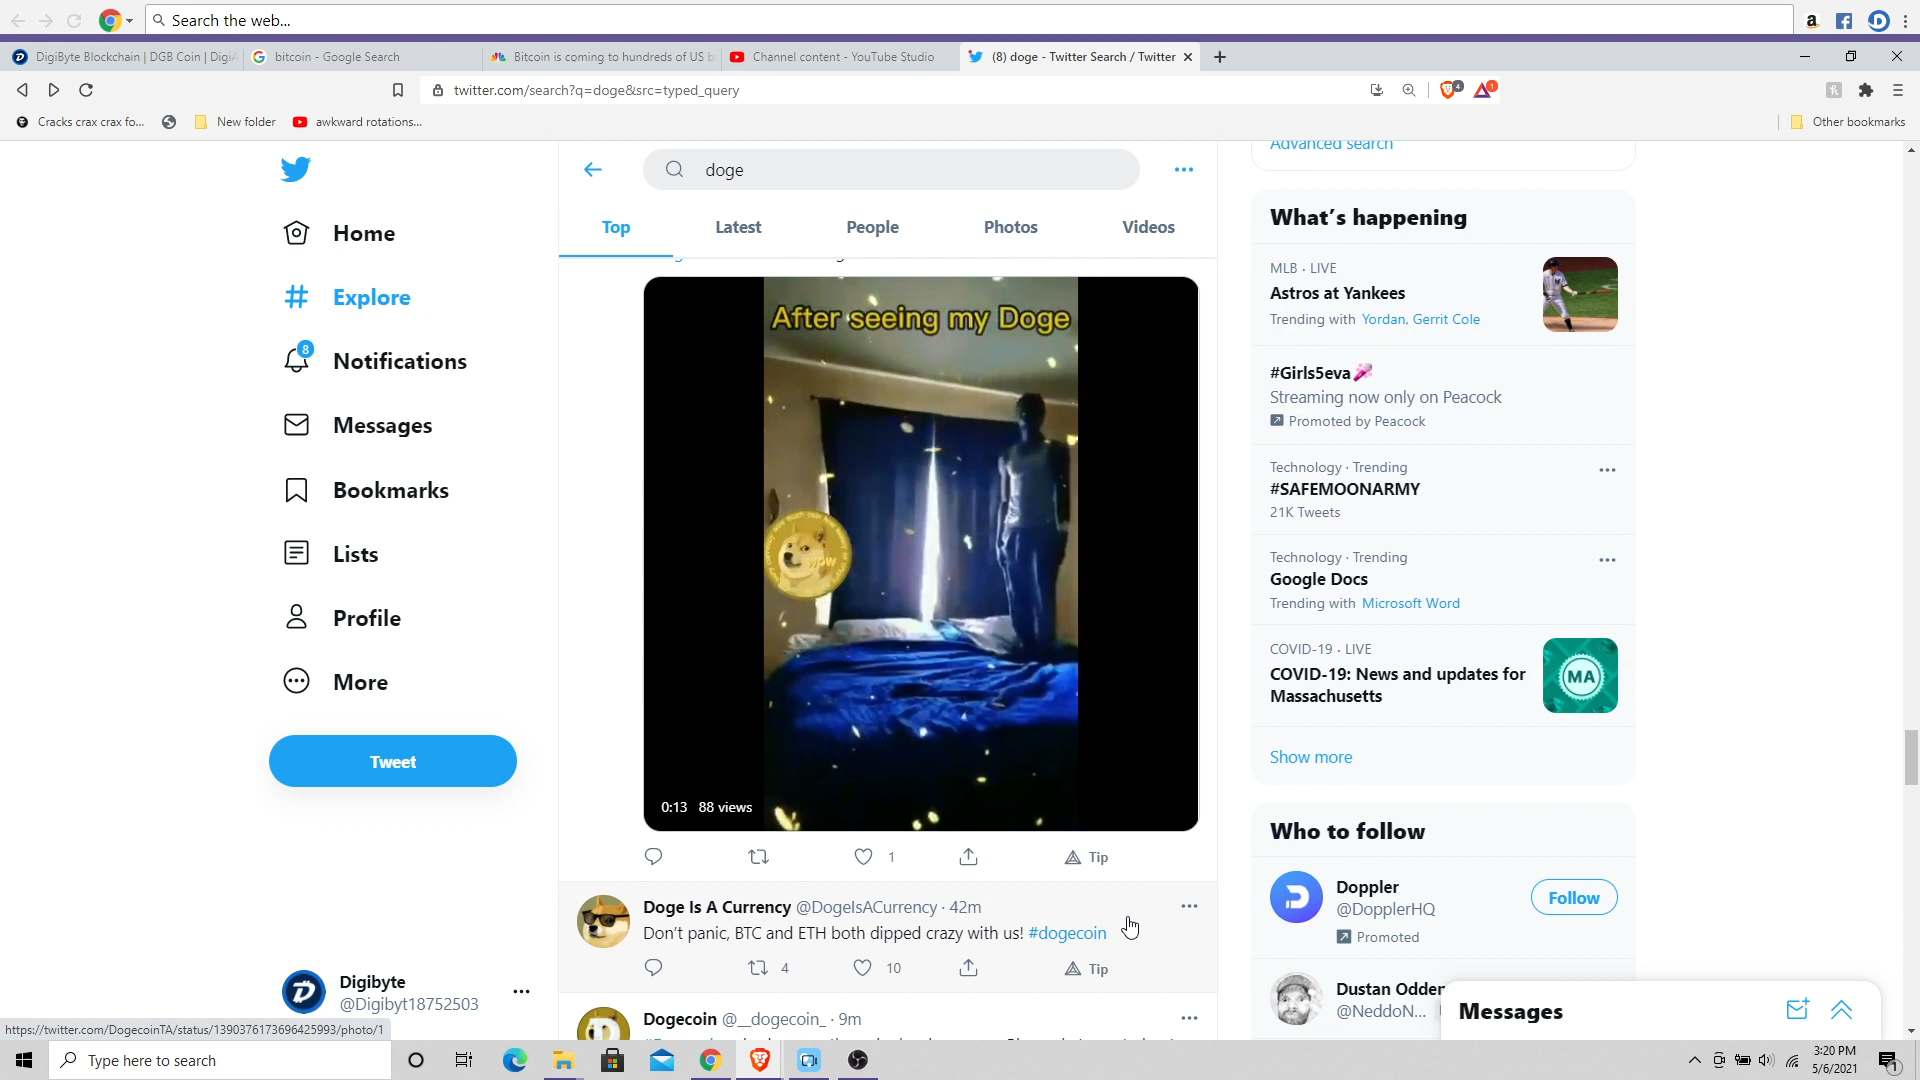 Search the web...
DigiByte Blockchain | DGB Coin | Digi
bitcoin - Google Search
Bitcoin is coming to hundreds of US b
Channel content - YouTube Studio
(8) doge - Twitter Search / Twitter
twitter.com/search?q=doge&src=typed_query
4
1
Cracks crax crax fo...
New folder
awkward rotations...
Other bookmarks
doge
Top
Latest
People
Photos
Videos
Home
Explore
8
Notifications
Messages
Bookmarks
Lists
Profile
More
Tweet
Digibyte
@Digibyt18752503
After seeing my Doge
WOW
0:13 88 views
1
Tip
Doge Is A Currency @DogeIsACurrency · 42m
Don't panic, BTC and ETH both dipped crazy with us! #dogecoin
4
10
Tip
Dogecoin @__dogecoin_ · 9m
Advanced search
What's happening
MLB · LIVE
Astros at Yankees
Trending with Yordan, Gerrit Cole
#Girls5eva
Streaming now only on Peacock
Promoted by Peacock
Technology · Trending
#SAFEMOONARMY
21K Tweets
Technology · Trending
Google Docs
Trending with Microsoft Word
COVID-19 · LIVE
COVID-19: News and updates for
Massachusetts
MA
Show more
Who to follow
Doppler
@DopplerHQ
Promoted
Follow
Dustan Odder
@NeddoN...
Messages
https://twitter.com/DogecoinTA/status/1390376173696425993/photo/1
Type here to search
3:20 PM
5/6/2021
1